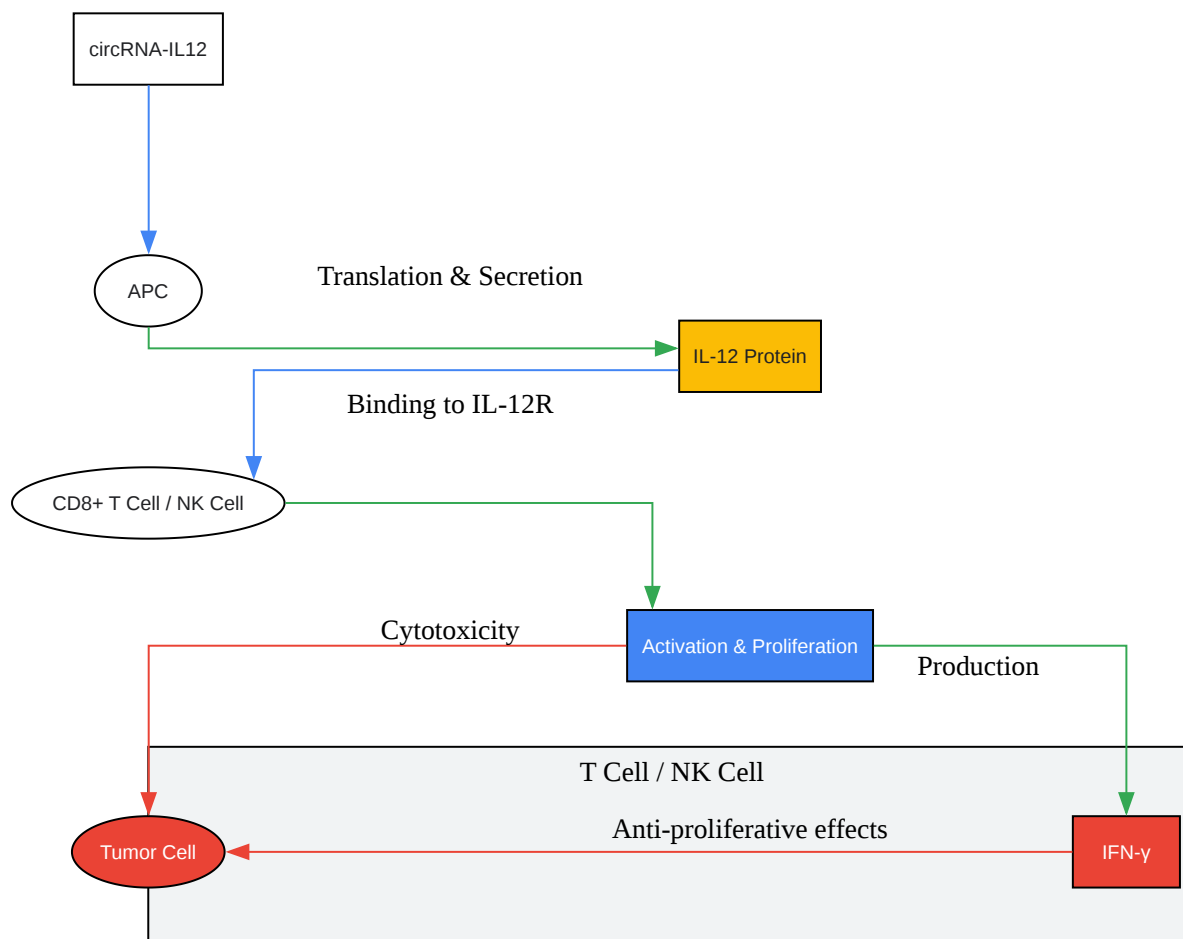 circRNA-IL12
APC
Translation & Secretion
IL-12 Protein
Binding to IL-12R
CD8+ T Cell / NK Cell
Cytotoxicity
Activation & Proliferation
Production
T Cell / NK Cell
Anti-proliferative effects
Tumor Cell
IFN-γ